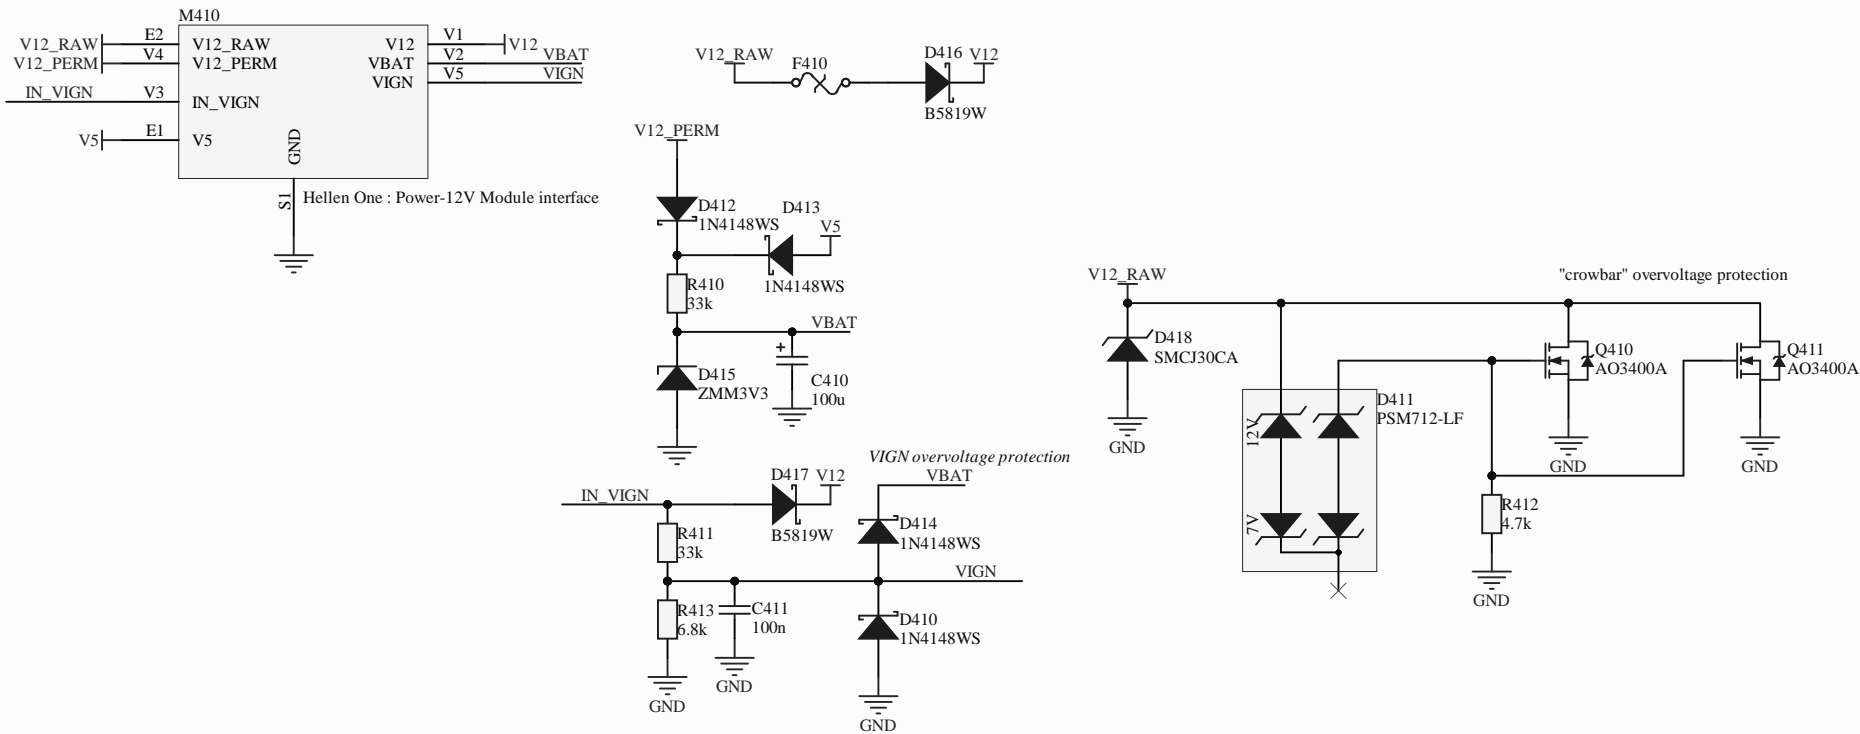 M410
V12_RAW
E2
V12_RAW
V12
V1
V12
V12_PERM
V4
V12_PERM
VBAT
V2
VBAT
VIGN
V5
VIGN
IN_VIGN
V3
IN_VIGN
V5
E1
V5
GND
S1
Hellen One : Power-12V Module interface
V12_RAW
F410
D416
V12
B5819W
V12_PERM
D412
1N4148WS
D413
V5
1N4148WS
R410
33k
VBAT
D415
ZMM3V3
+
C410
100u
IN_VIGN
D417
V12
B5819W
VIGN overvoltage protection
VBAT
R411
33k
D414
1N4148WS
VIGN
R413
6.8k
C411
100n
D410
1N4148WS
GND
GND
GND
V12_RAW
"crowbar" overvoltage protection
D418
SMCJ30CA
GND
Q410
AO3400A
Q411
AO3400A
D411
PSM712-LF
12V
7V
GND
GND
R412
4.7k
GND